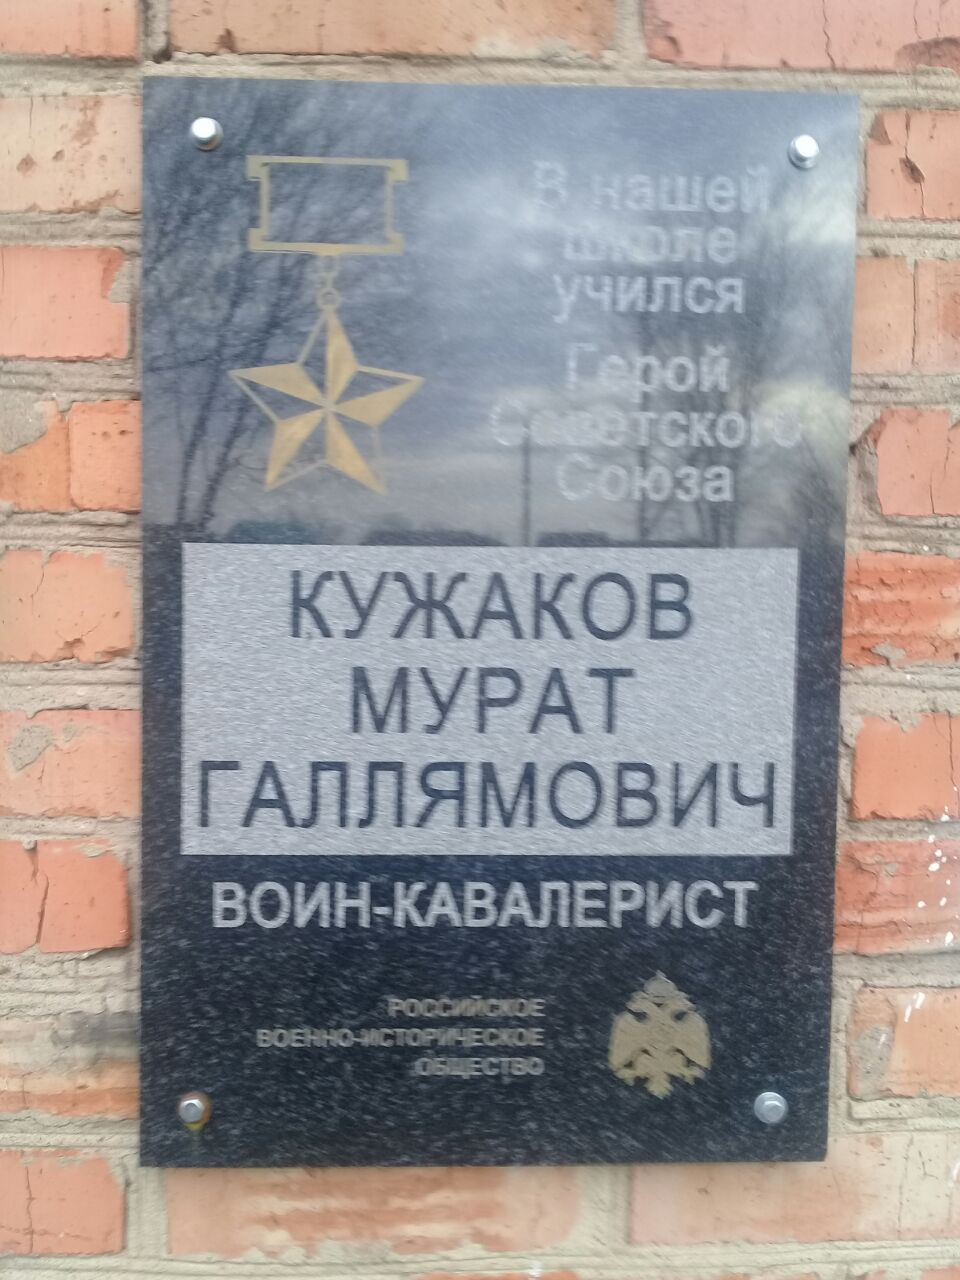 В нашей
школе
учился
Герой
Советского
Союза
КУЖАКОВ
МУРАТ
ГАЛЛЯМОВИЧ
ВОИН-КАВАЛЕРИСТ
РОССИЙСКОЕ
ВОЕННО-ИСТОРИЧЕСКОЕ
ОБЩЕСТВО